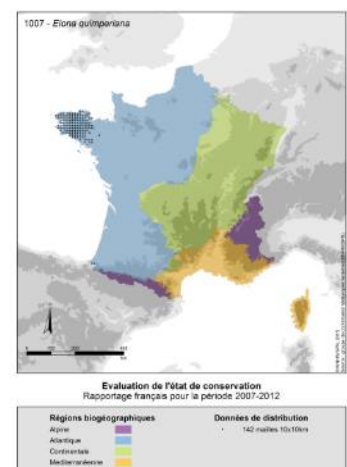 1007 - Elona quimperiana
Evaluation de l'état de conservation
Rapportage français pour la période 2007-2012
Régions biogéographiques
Données de distribution
Alpine
142 mailles 10x10km
Atlantique
Continentale
Mediterranéenne